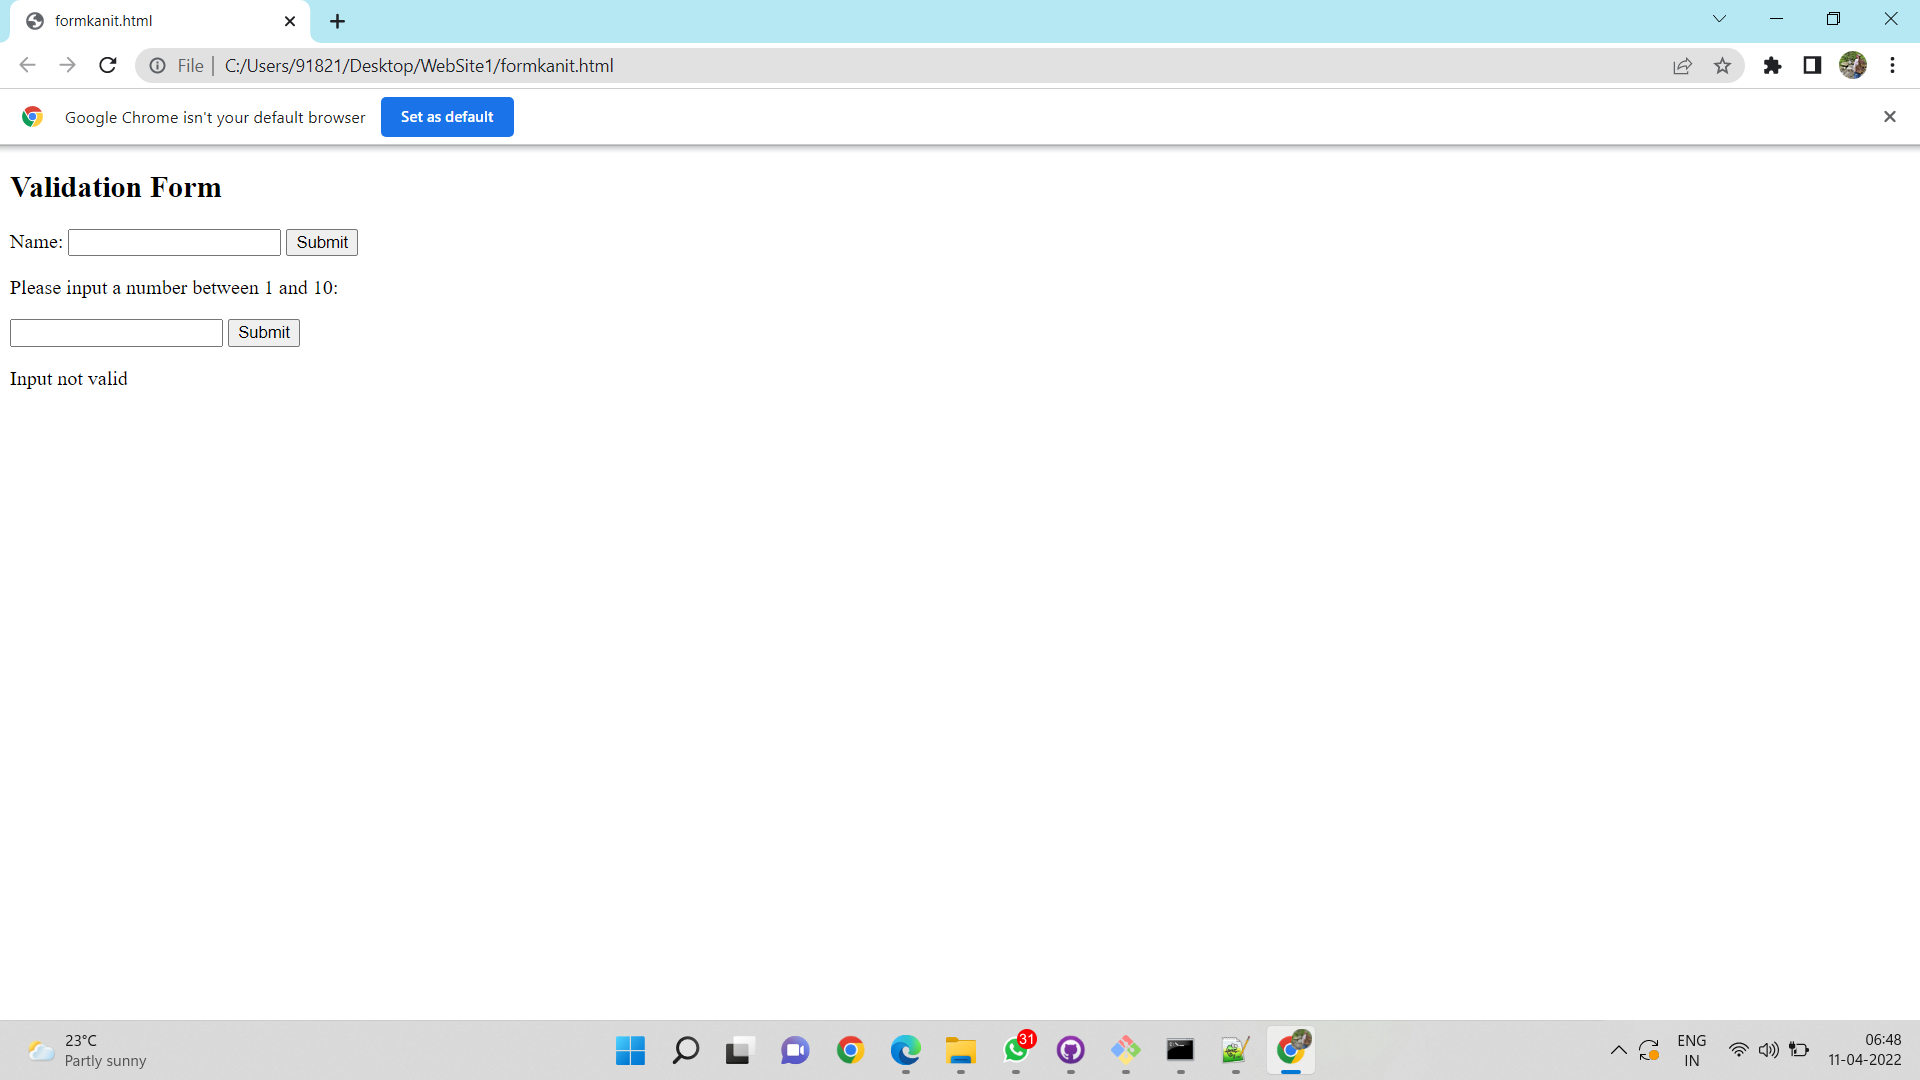 formkanit.html
File | C:/Users/91821/Desktop/WebSite1/formkanit.html
Google Chrome isn't your default browser Set as default
Validation Form
Name: Submit
Please input a number between 1 and 10:
Submit
Input not valid
23°C
Partly sunny
31
ENG
IN
06:48
11-04-2022